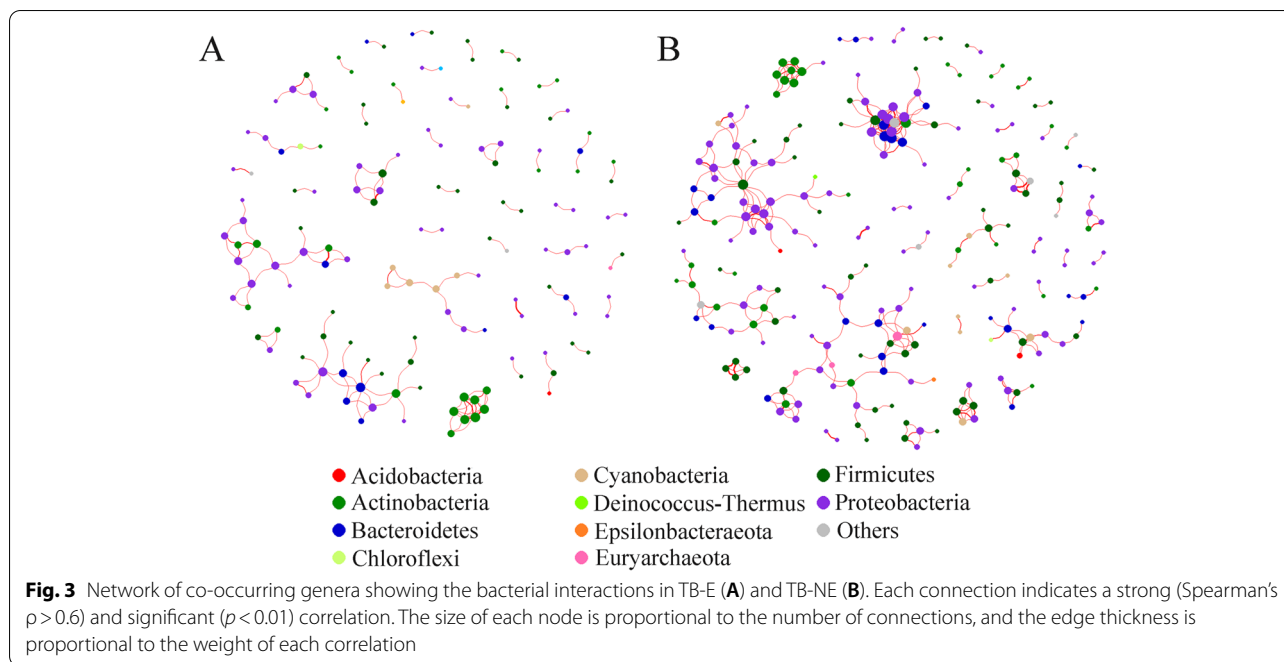 A
B
Acidobacteria
Actinobacteria
Bacteroidetes
Chloroflexi
Cyanobacteria
Deinococcus-Thermus
Epsilonbacteraeota
Euryarchaeota
Firmicutes
Proteobacteria
Others
Fig. 3 Network of co-occurring genera showing the bacterial interactions in TB-E (A) and TB-NE (B). Each connection indicates a strong (Spearman's
ρ > 0.6) and significant (p < 0.01) correlation. The size of each node is proportional to the number of connections, and the edge thickness is
proportional to the weight of each correlation